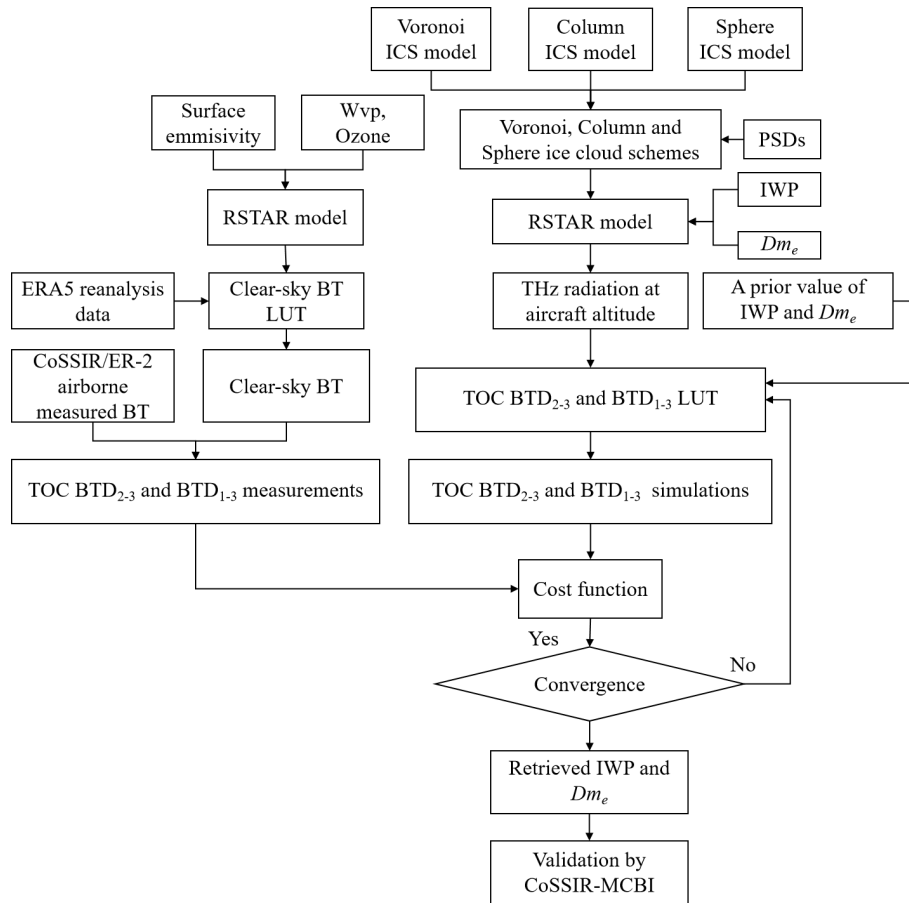 Voronoi
ICS model
Column
ICS model
Sphere
ICS model
Surface
emmisivity
Wvp,
Ozone
Voronoi, Column and
Sphere ice cloud schemes
PSDs
IWP
RSTAR model
RSTAR model
Dmₑ
ERA5 reanalysis
data
Clear-sky BT
LUT
THz radiation at
aircraft altitude
A prior value of
IWP and Dmₑ
CoSSIR/ER-2
airborne
measured BT
Clear-sky BT
TOC BTD₂₋₃ and BTD₁₋₃ LUT
TOC BTD₂₋₃ and BTD₁₋₃ measurements
TOC BTD₂₋₃ and BTD₁₋₃ simulations
Cost function
Yes
No
Convergence
Retrieved IWP and
Dmₑ
Validation by
CoSSIR-MCBI